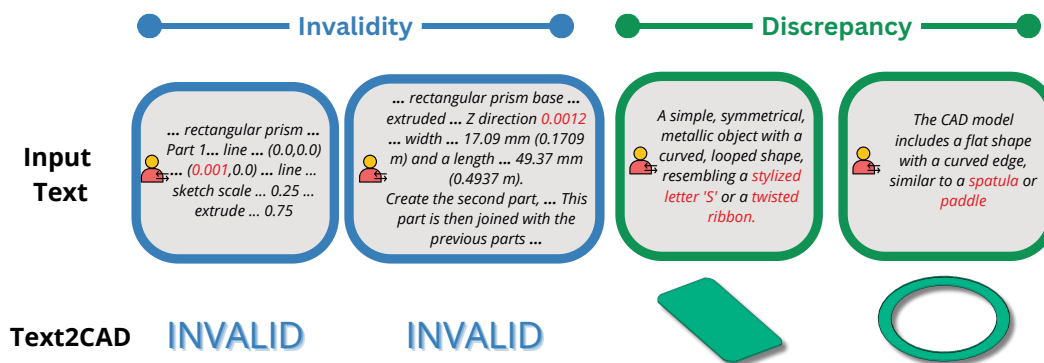 Invalidity
Discrepancy
Input
Text
... rectangular prism ...
Part 1... line ... (0.0,0.0)
... (0.001,0.0) ... line ...
sketch scale ... 0.25 ...
extrude ... 0.75
... rectangular prism base ...
extruded ... Z direction 0.0012
... width ... 17.09 mm (0.1709
m) and a length ... 49.37 mm
(0.4937 m).
Create the second part, ... This
part is then joined with the
previous parts ...
A simple, symmetrical,
metallic object with a
curved, looped shape,
resembling a stylized
letter 'S' or a twisted
ribbon.
The CAD model
includes a flat shape
with a curved edge,
similar to a spatula or
paddle
Text2CAD
INVALID
INVALID